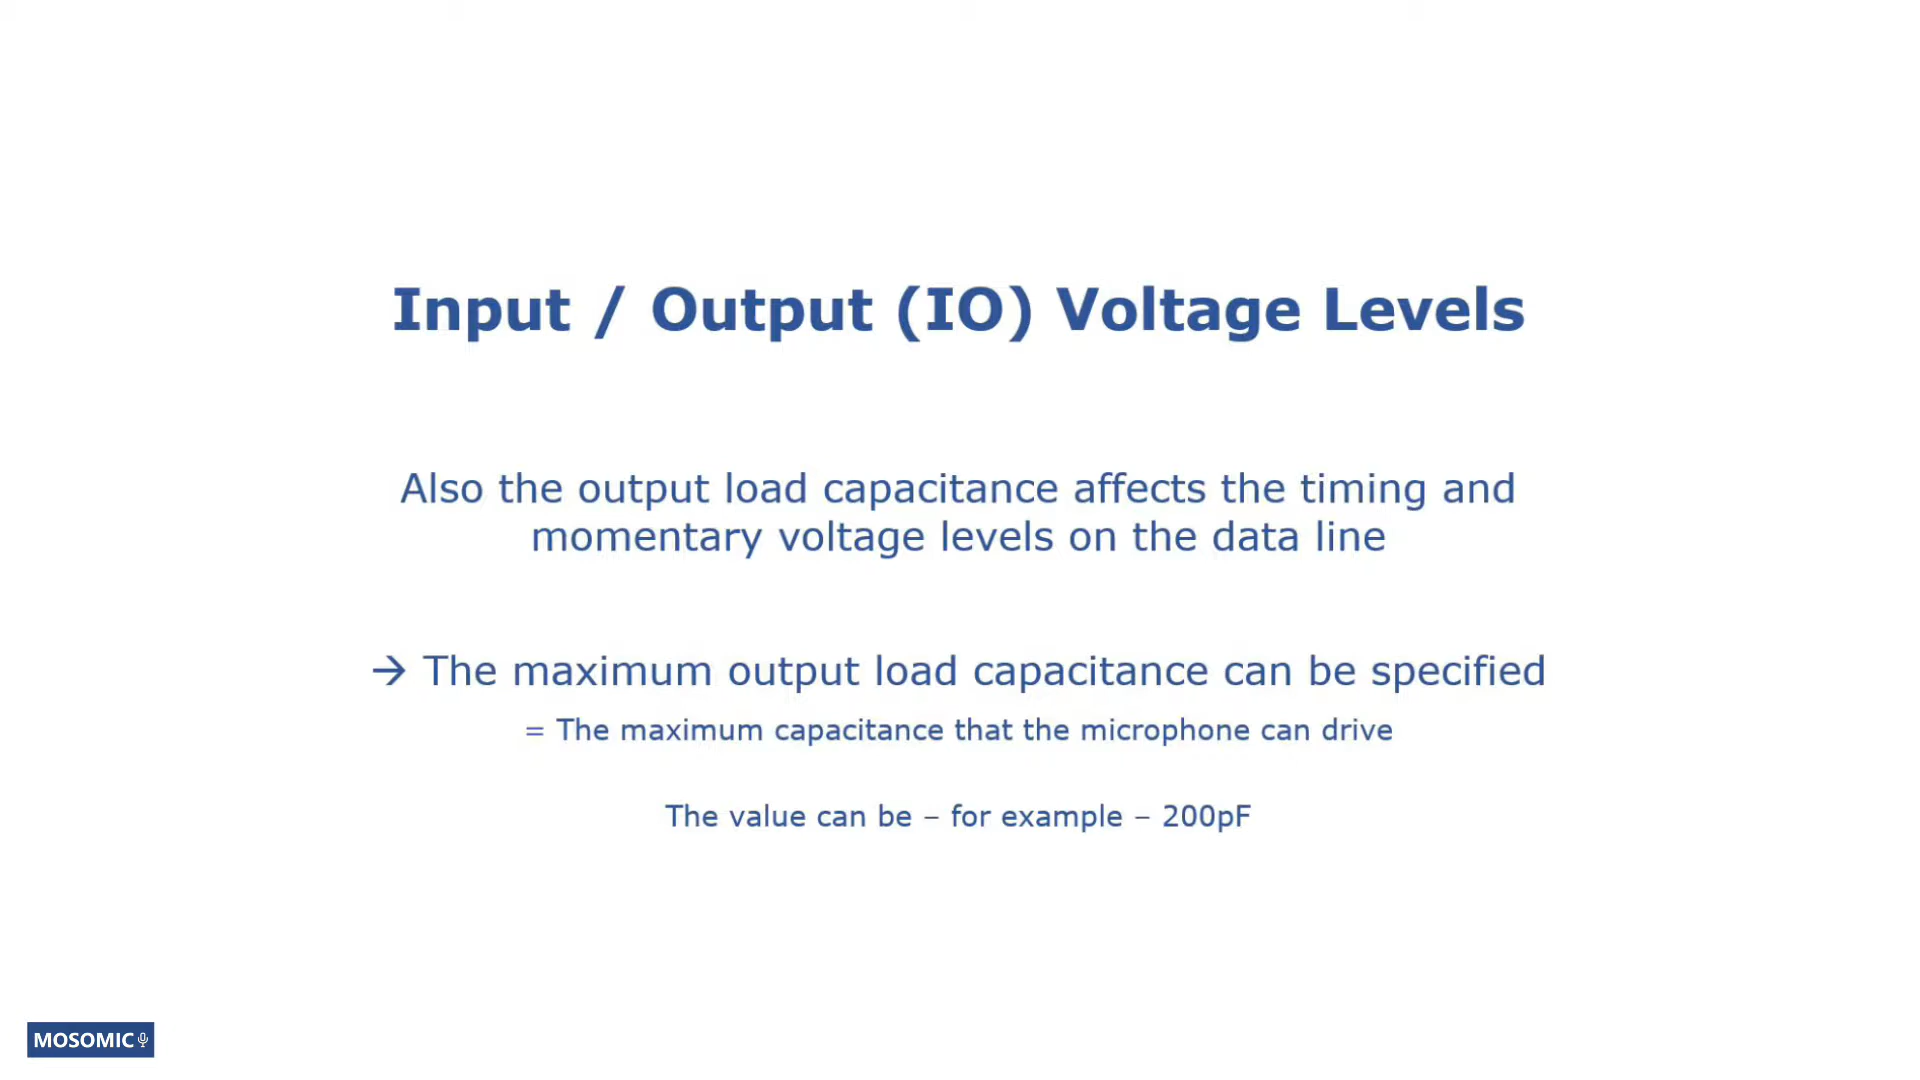 Input / Output (IO) Voltage Levels
Also the output load capacitance affects the timing and
momentary voltage levels on the data line
→ The maximum output load capacitance can be specified
= The maximum capacitance that the microphone can drive
The value can be – for example – 200pF
MOSOMIC